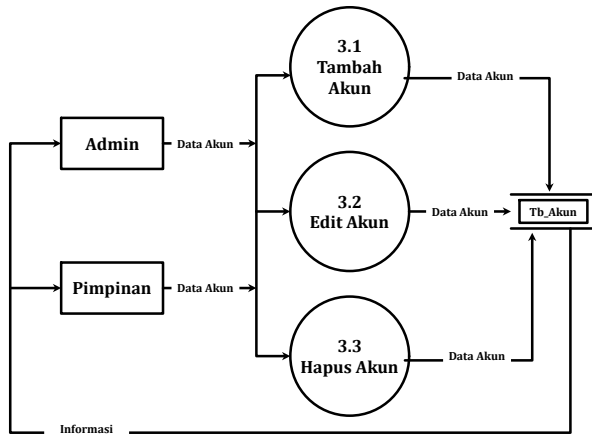 3.1
Tambah
Akun
Data Akun
Admin
Data Akun
3.2
Edit Akun
Data Akun
Tb_Akun
Pimpinan
Data Akun
3.3
Hapus Akun
Data Akun
Informasi